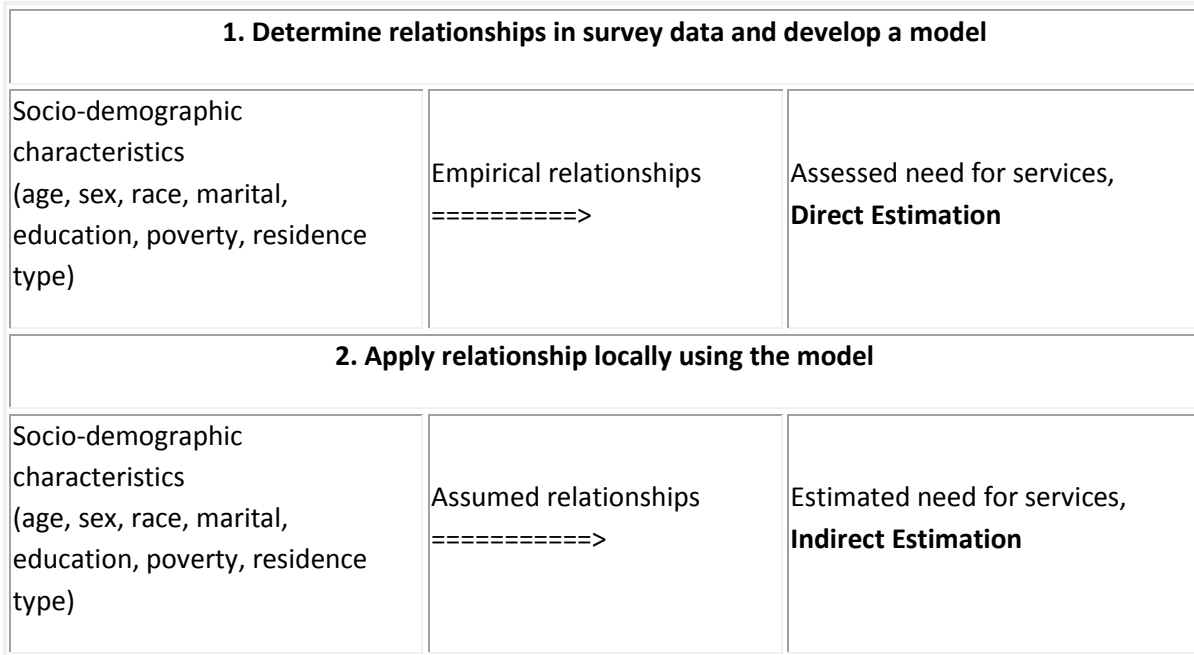 1. Determine relationships in survey data and develop a model
Socio-demographic
characteristics
(age, sex, race, marital,
education, poverty, residence
type)
Empirical relationships
==========>
Assessed need for services,
Direct Estimation
2. Apply relationship locally using the model
Socio-demographic
characteristics
(age, sex, race, marital,
education, poverty, residence
type)
Assumed relationships
===========>
Estimated need for services,
Indirect Estimation